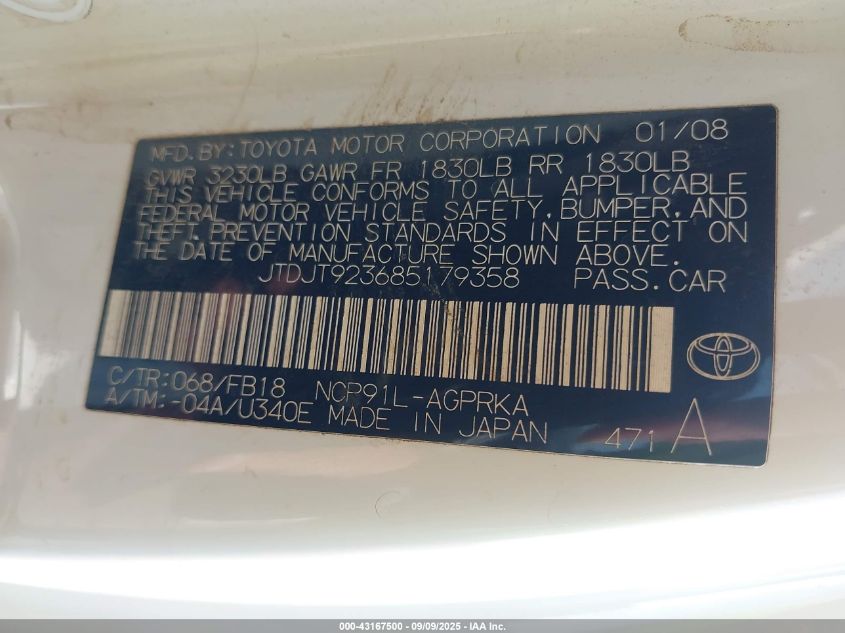 MFD.BY:TOYOTA MOTOR CORPORATION 01/08
GVWR 3230LB GAWR FR 1830LB RR 1830LB
THIS VEHICLE CONFORMS TO ALL APPLICABLE
FEDERAL MOTOR VEHICLE SAFETY,BUMPER,AND
THEFT PREVENTION STANDARDS IN EFFECT ON
THE DATE OF MANUFACTURE SHOWN ABOVE.
JTDJT923685179358 PASS.CAR
C/TR:068/FB18 NCP91L-AGPRKA
A/TM:-04A/U340E MADE IN JAPAN 471 A
000-43167500 - 09/09/2025 - IAA Inc.